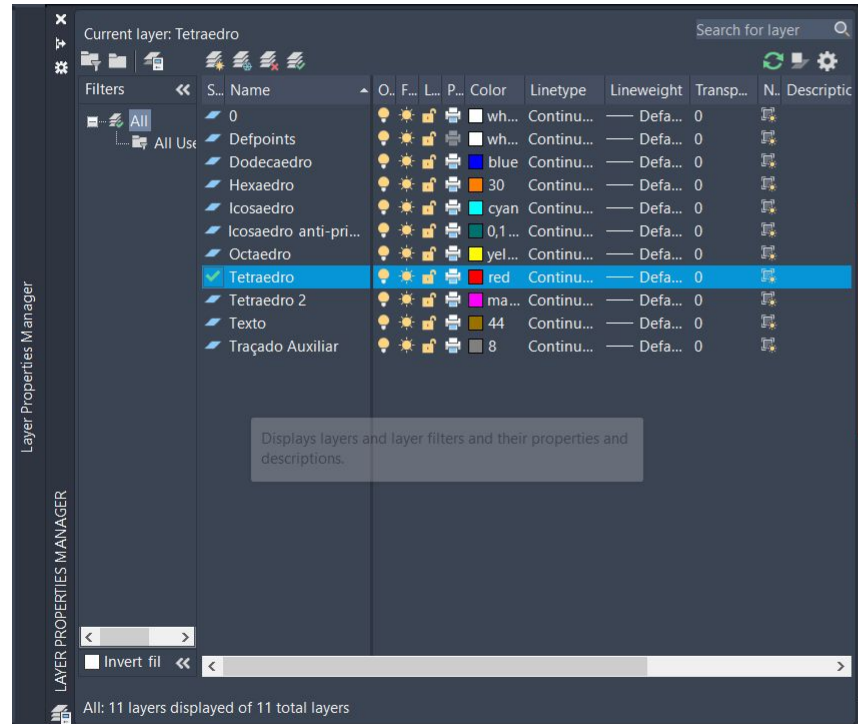 Current layer: Tetraedro
Search for layer
Filters
S.. Name O.. F... L... P... Color Linetype Lineweight Transp... N.. Descriptic
All
All Use
0 wh... Continu... Defa... 0
Defpoints wh... Continu... Defa... 0
Dodecaedro blue Continu... Defa... 0
Hexaedro 30 Continu... Defa... 0
Icosaedro cyan Continu... Defa... 0
Icosaedro anti-pri... 0,1... Continu... Defa... 0
Octaedro yel... Continu... Defa... 0
Tetraedro red Continu... Defa... 0
Tetraedro 2 ma... Continu... Defa... 0
Texto 44 Continu... Defa... 0
Traçado Auxiliar 8 Continu... Defa... 0
Displays layers and layer filters and their properties and
descriptions.
Invert fil
All: 11 layers displayed of 11 total layers
Layer Properties Manager
LAYER PROPERTIES MANAGER